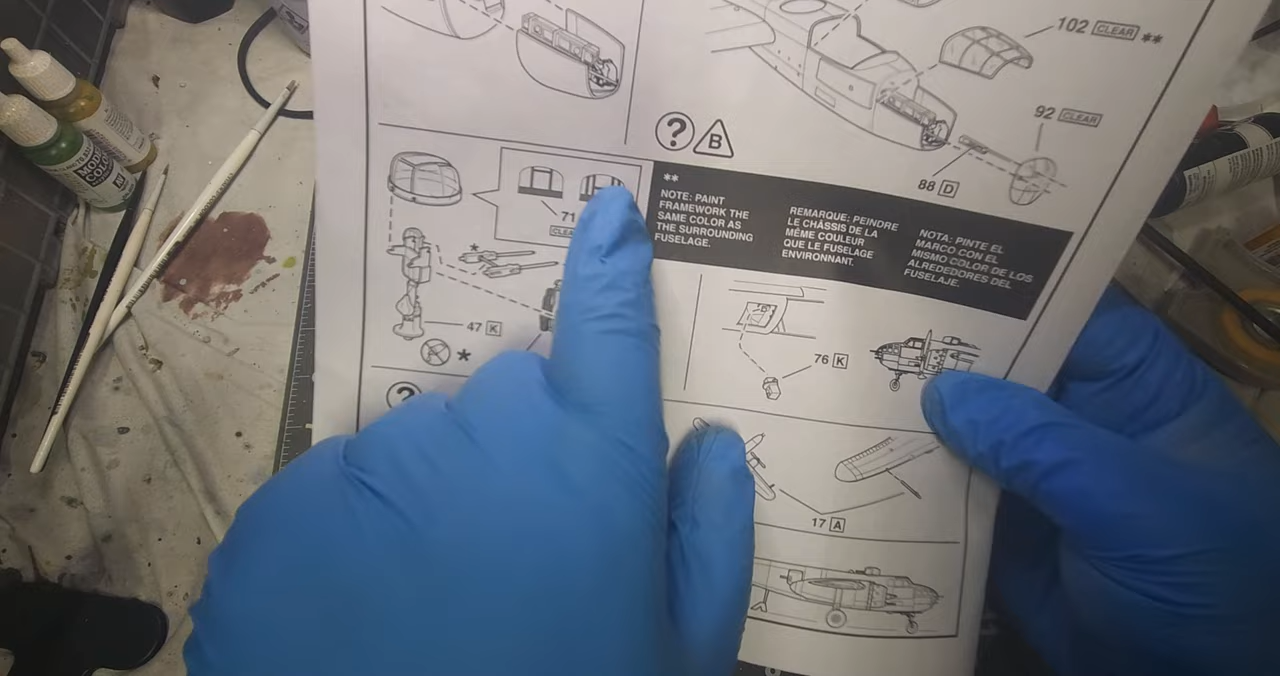 102 CLEAR **
92 CLEAR
? B
88 D
71
**
NOTE: PAINT
FRAMEWORK THE
SAME COLOR AS
THE SURROUNDING
FUSELAGE.
REMARQUE: PEINDRE
LE CHÂSSIS DE LA
MÊME COULEUR
QUE LE FUSELAGE
ENVIRONNANT.
NOTA: PINTE EL
MARCO CON EL
MISMO COLOR DE LOS
ALREDEDORES DEL
FUSELAJE.
*
47 K
*
76 K
?
17 A
MODEL
COLOR